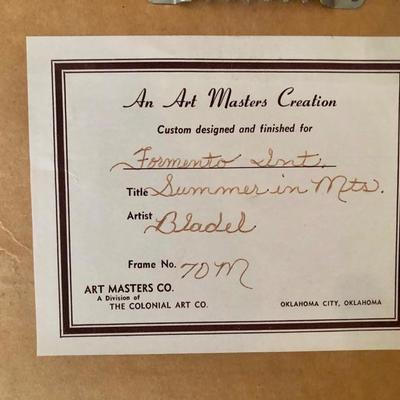 An Art Masters Creation
Custom designed and finished for
Formento Int.
Title Summer in Mts.
Artist Bladel
Frame No. 70M
ART MASTERS CO.
A Division of
THE COLONIAL ART CO.
OKLAHOMA CITY, OKLAHOMA